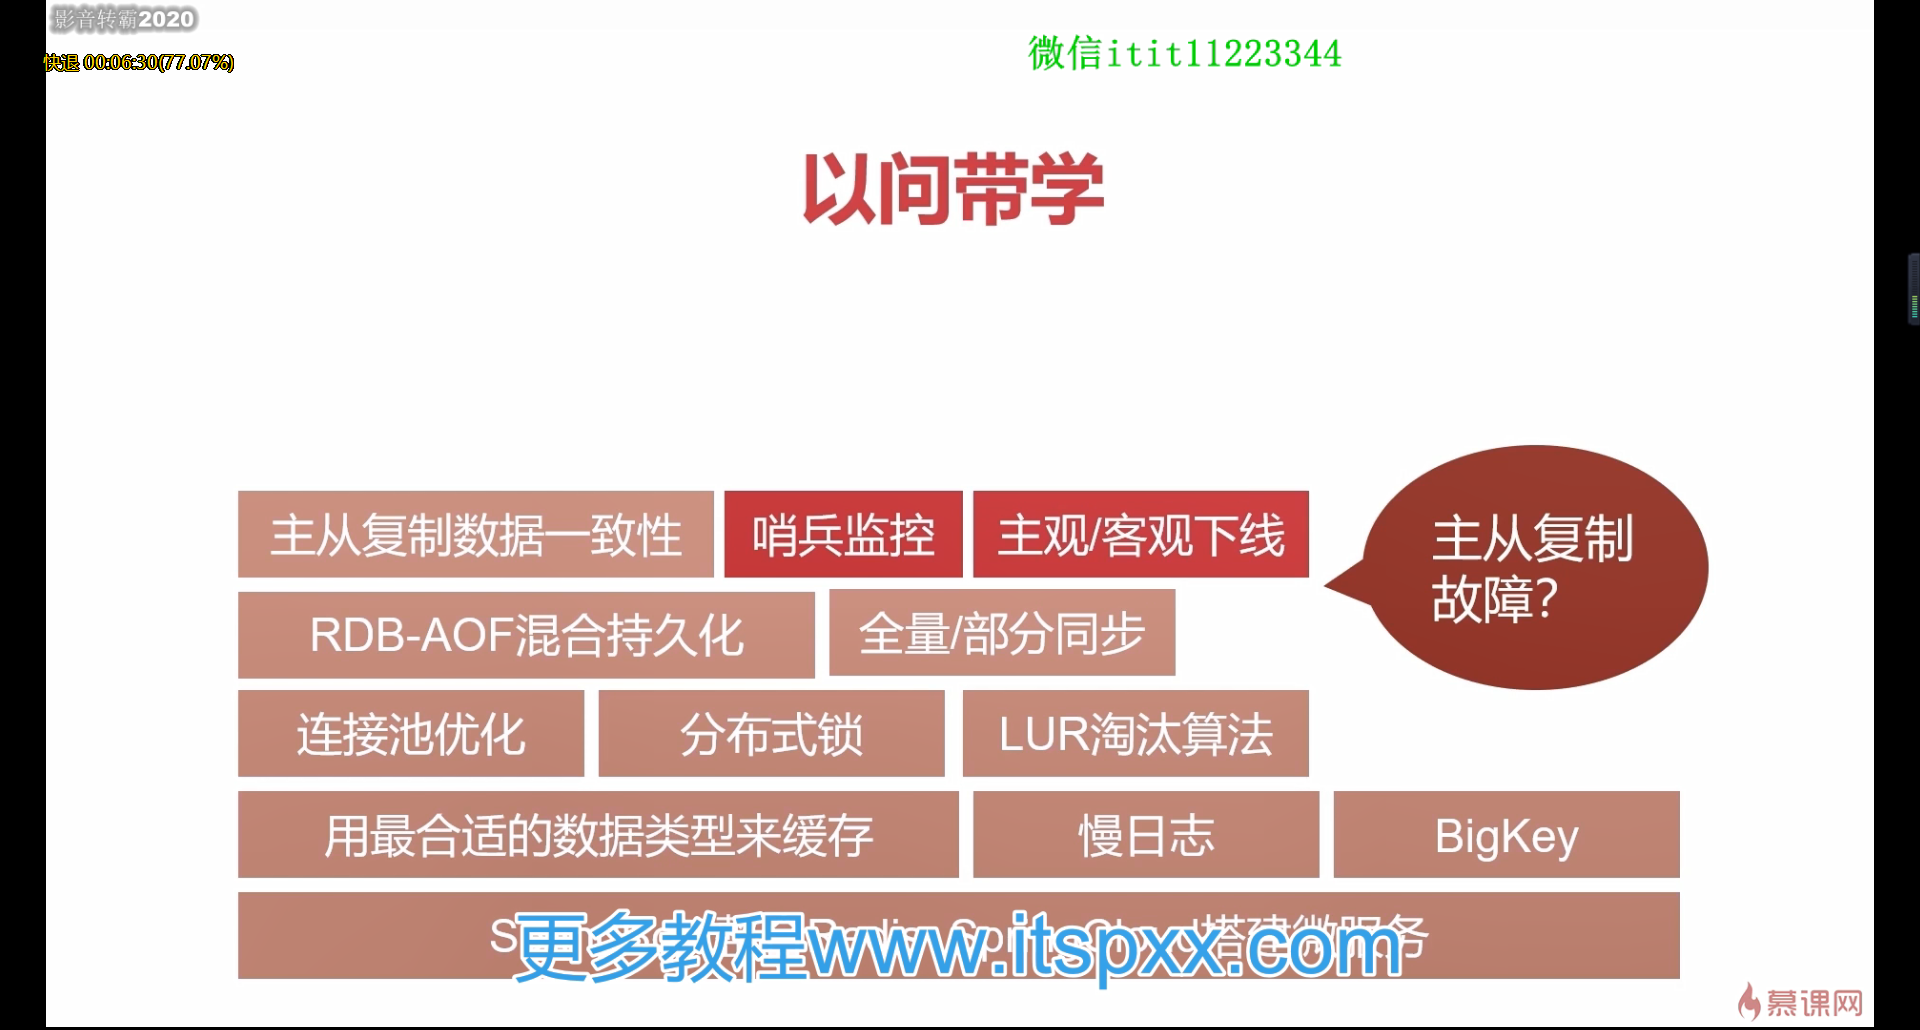 影音转霸2020
快退 00:06:30(77.07%)
微信itit11223344
以问带学
主从复制数据一致性
哨兵监控
主观/客观下线
主从复制
故障?
RDB-AOF混合持久化
全量/部分同步
连接池优化
分布式锁
LUR淘汰算法
用最合适的数据类型来缓存
慢日志
BigKey
搭建微服务
更多教程www.itspxx.com
慕课网